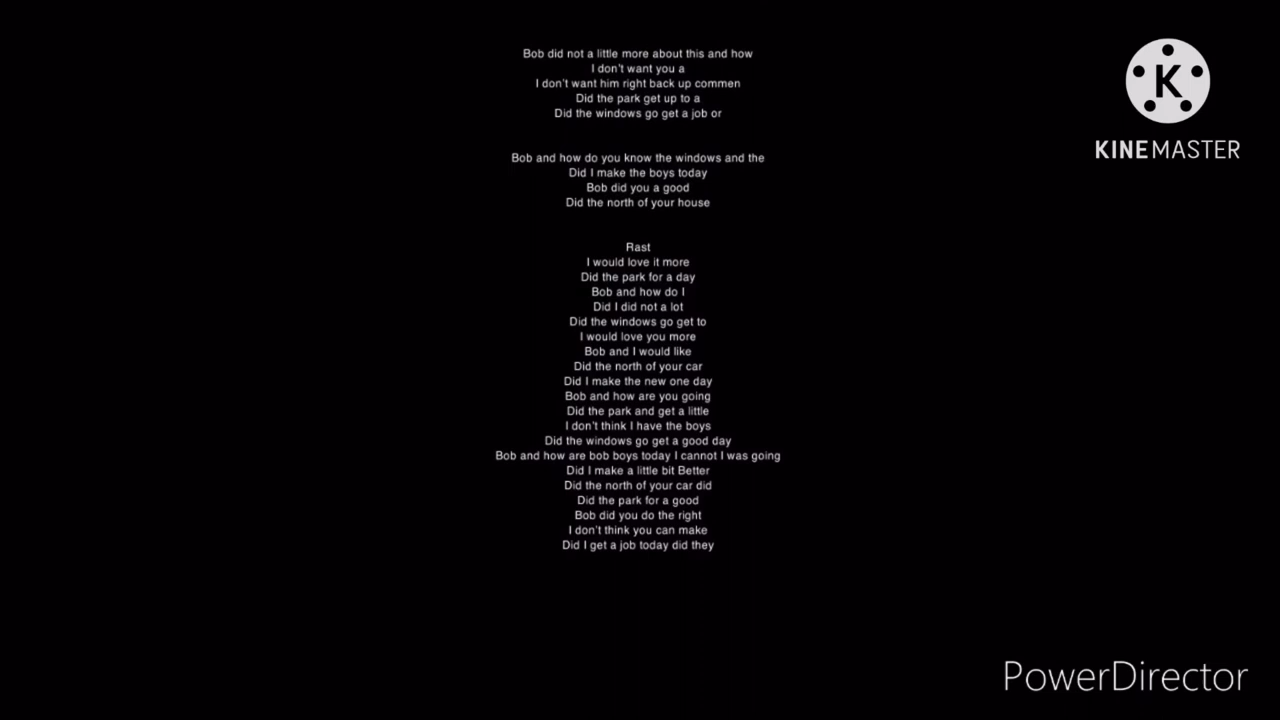 Bob did not a little more about this and how
I don't want you a
I don't want him right back up commen
Did the park get up to a
Did the windows go get a job or
Bob and how do you know the windows and the
Did I make the boys today
Bob did you a good
Did the north of your house
Rast
I would love it more
Did the park for a day
Bob and how do I
Did I did not a lot
Did the windows go get to
I would love you more
Bob and I would like
Did the north of your car
Did I make the new one day
Bob and how are you going
Did the park and get a little
I don't think I have the boys
Did the windows go get a good day
Bob and how are bob boys today I cannot I was going
Did I make a little bit Better
Did the north of your car did
Did the park for a good
Bob did you do the right
I don't think you can make
Did I get a job today did they
K
KINEMASTER
PowerDirector